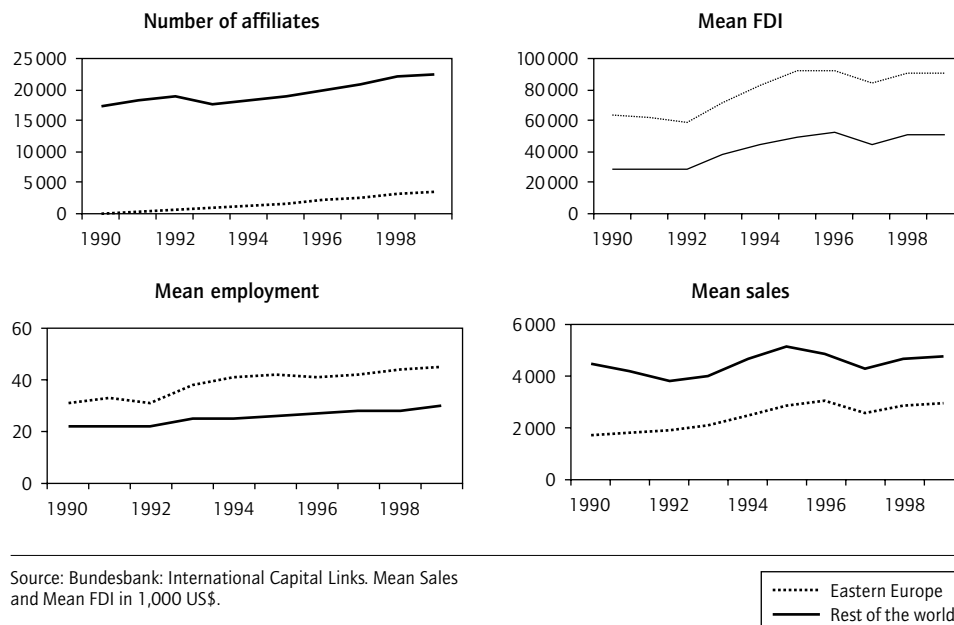 Number of affiliates
25 000
20 000
15 000
10 000
5 000
0
1990 1992 1994 1996 1998
Mean FDI
100 000
80 000
60 000
40 000
20 000
0
1990 1992 1994 1996 1998
Mean employment
60
40
20
0
1990 1992 1994 1996 1998
Mean sales
6 000
4 000
2 000
0
1990 1992 1994 1996 1998
Source: Bundesbank: International Capital Links. Mean Sales
and Mean FDI in 1,000 US$.
Eastern Europe
Rest of the world